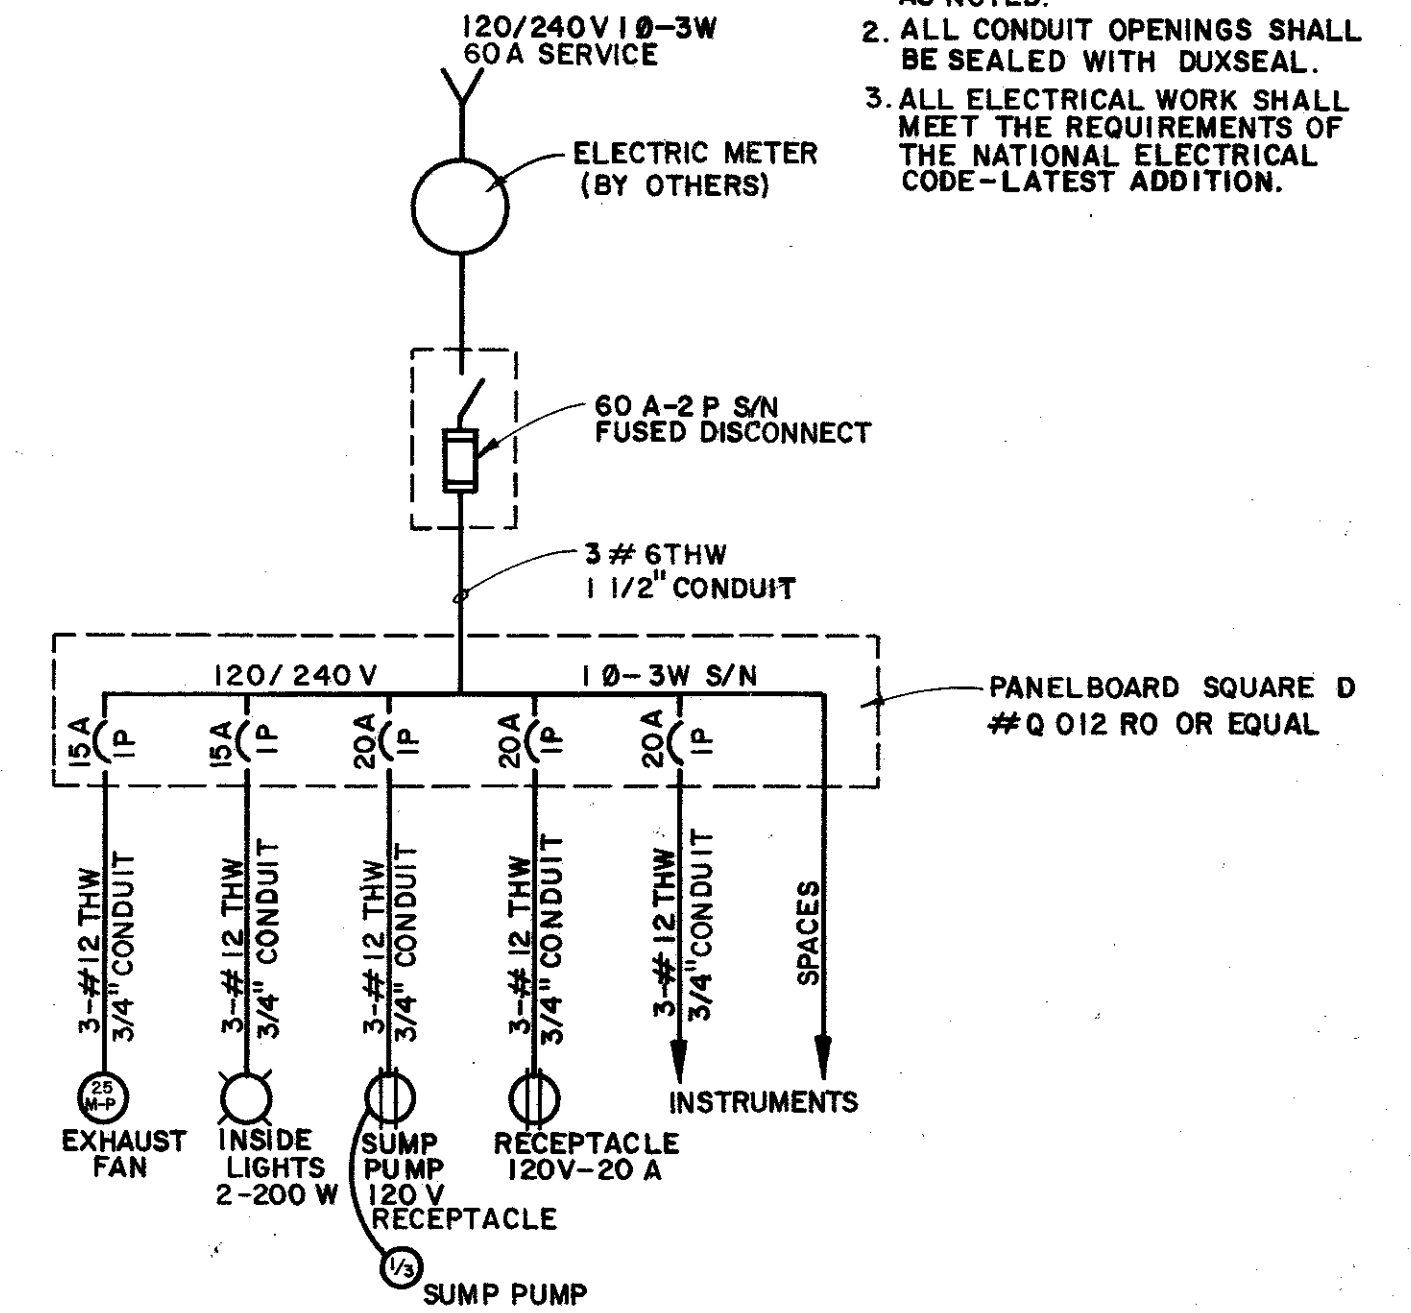 120/240V 1Ø-3W
60A SERVICE
AS NOTED.
2. ALL CONDUIT OPENINGS SHALL
BE SEALED WITH DUXSEAL.
3. ALL ELECTRICAL WORK SHALL
MEET THE REQUIREMENTS OF
THE NATIONAL ELECTRICAL
CODE-LATEST ADDITION.
ELECTRIC METER
(BY OTHERS)
60 A-2 P S/N
FUSED DISCONNECT
3 # 6 THW
1 1/2" CONDUIT
120/240 V
1 Ø-3W S/N
PANELBOARD SQUARE D
#Q O12 RO OR EQUAL
15A
1P
15A
1P
20A
1P
20A
1P
20A
1P
3-#12 THW
3/4" CONDUIT
3-#12 THW
3/4" CONDUIT
3-#12 THW
3/4" CONDUIT
3-#12 THW
3/4" CONDUIT
3-#12 THW
3/4" CONDUIT
SPACES
25
M-P
EXHAUST
FAN
INSIDE
LIGHTS
2-200 W
SUMP
PUMP
120 V
RECEPTACLE
RECEPTACLE
120V-20 A
INSTRUMENTS
1/3
SUMP PUMP